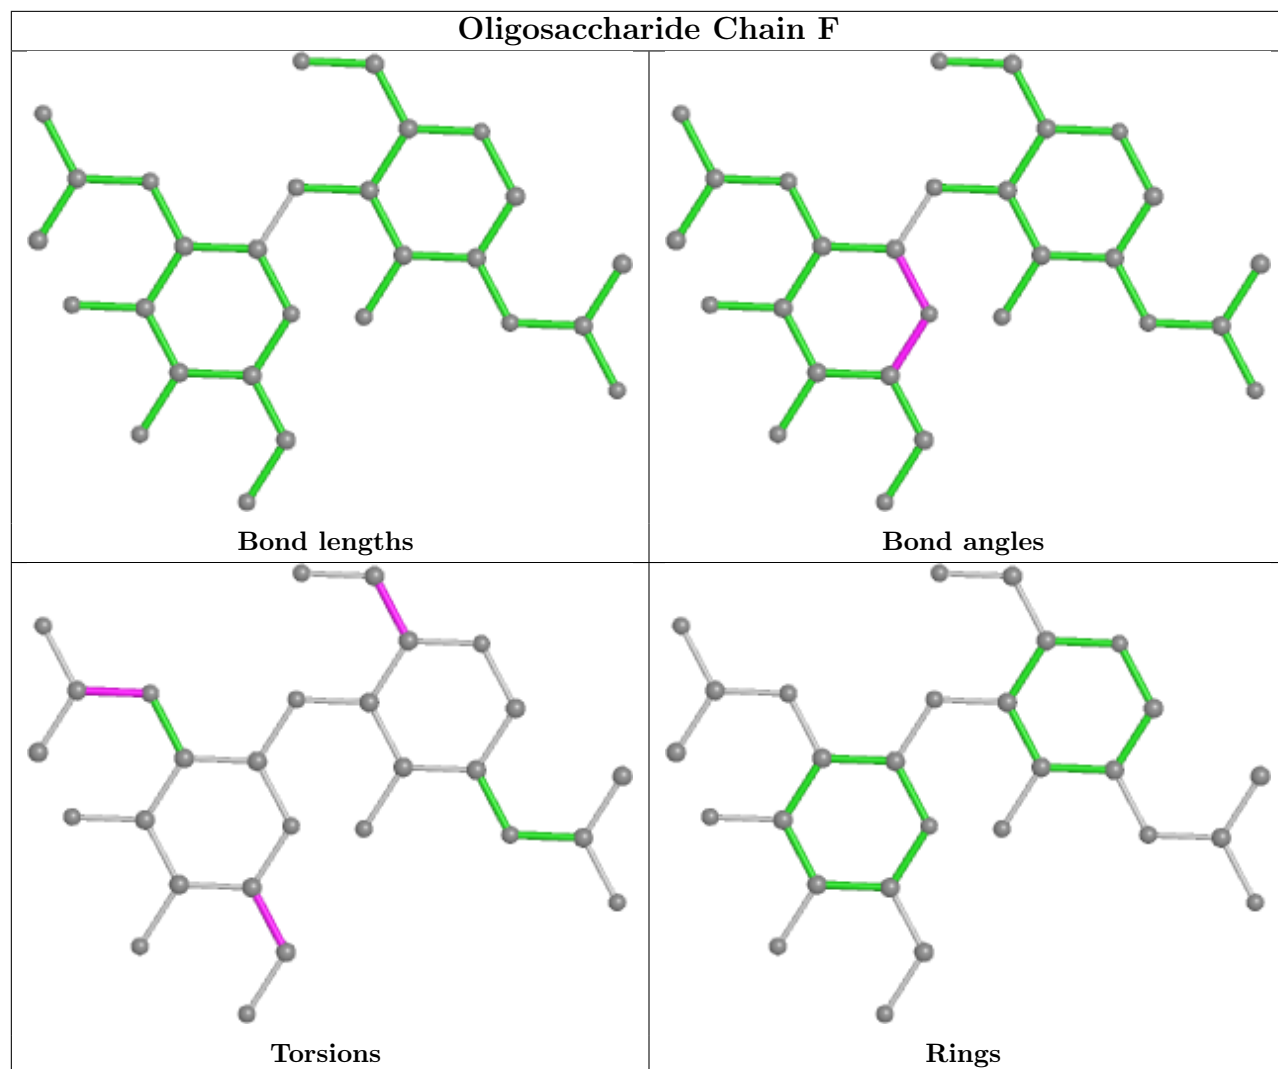 Oligosaccharide Chain F
Bond lengths
Bond angles
Torsions
Rings